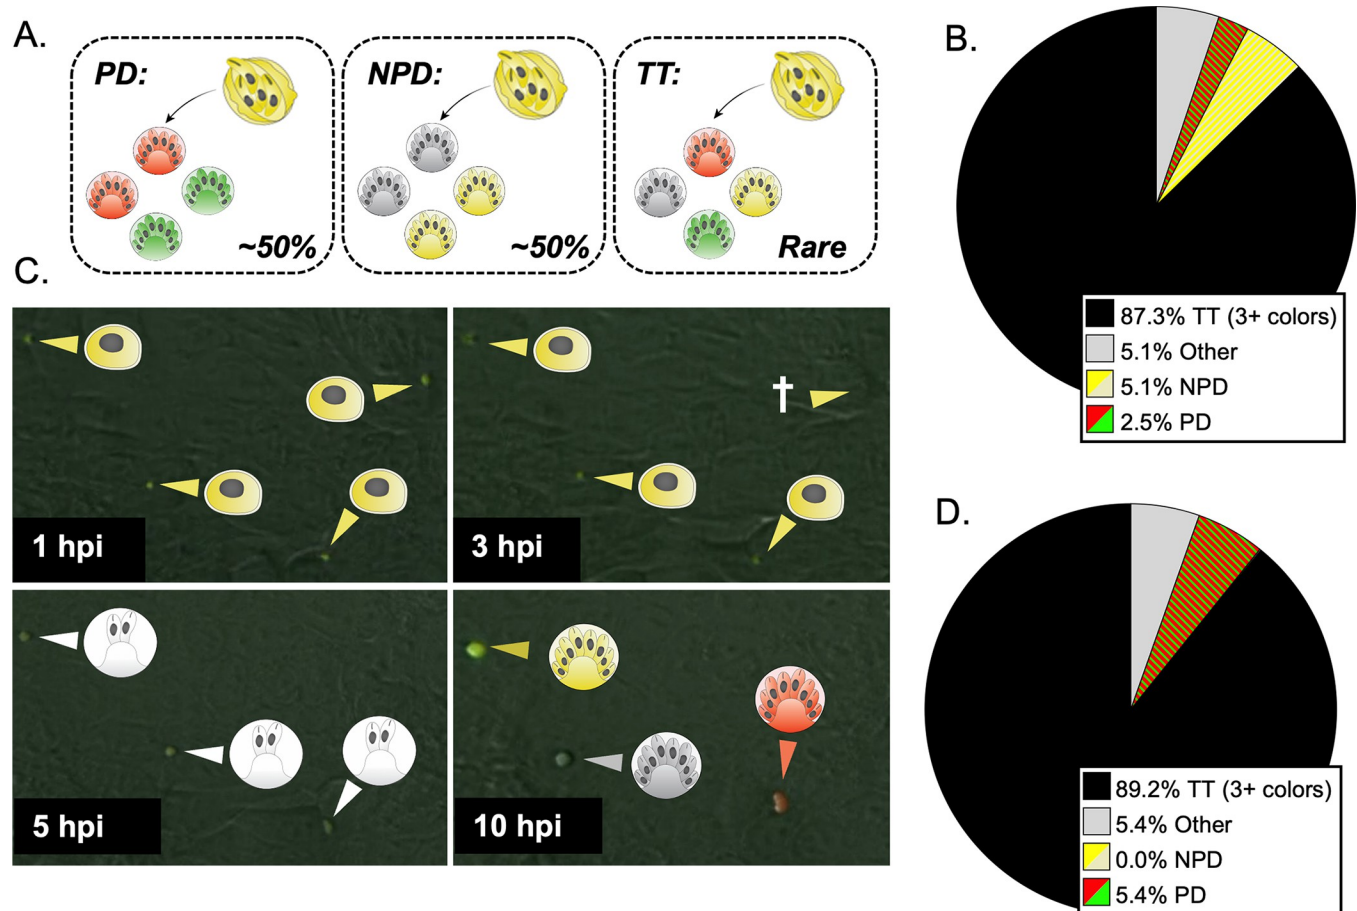 A.
PD:
~50%
NPD:
~50%
TT:
Rare
B.
87.3% TT (3+ colors)
5.1% Other
5.1% NPD
2.5% PD
C.
1 hpi
†
3 hpi
5 hpi
10 hpi
D.
89.2% TT (3+ colors)
5.4% Other
0.0% NPD
5.4% PD